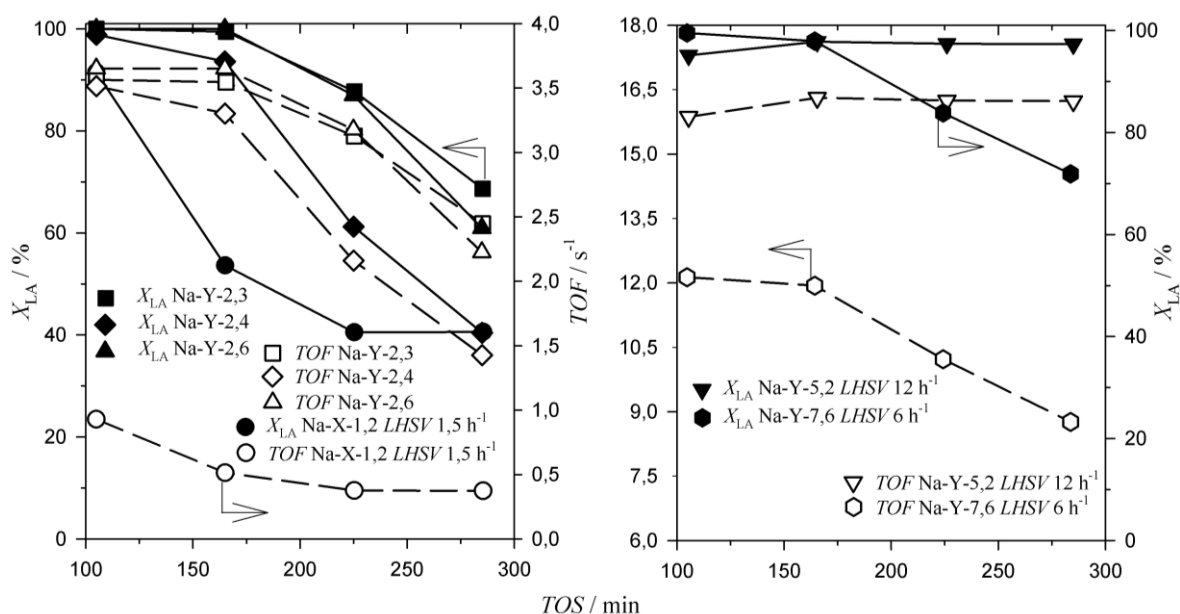 100
80
60
40
20
0
X_LA / %
4,0
3,5
3,0
2,5
2,0
1,5
1,0
0,5
0,0
TOF / s⁻¹
X_LA Na-Y-2,3
X_LA Na-Y-2,4
X_LA Na-Y-2,6
TOF Na-Y-2,3
TOF Na-Y-2,4
TOF Na-Y-2,6
X_LA Na-X-1,2 LHSV 1,5 h⁻¹
TOF Na-X-1,2 LHSV 1,5 h⁻¹
100 150 200 250 300
18,0
16,5
15,0
13,5
12,0
10,5
9,0
7,5
6,0
100
80
60
40
20
0
X_LA / %
X_LA Na-Y-5,2 LHSV 12 h⁻¹
X_LA Na-Y-7,6 LHSV 6 h⁻¹
TOF Na-Y-5,2 LHSV 12 h⁻¹
TOF Na-Y-7,6 LHSV 6 h⁻¹
100 150 200 250 300
TOS / min